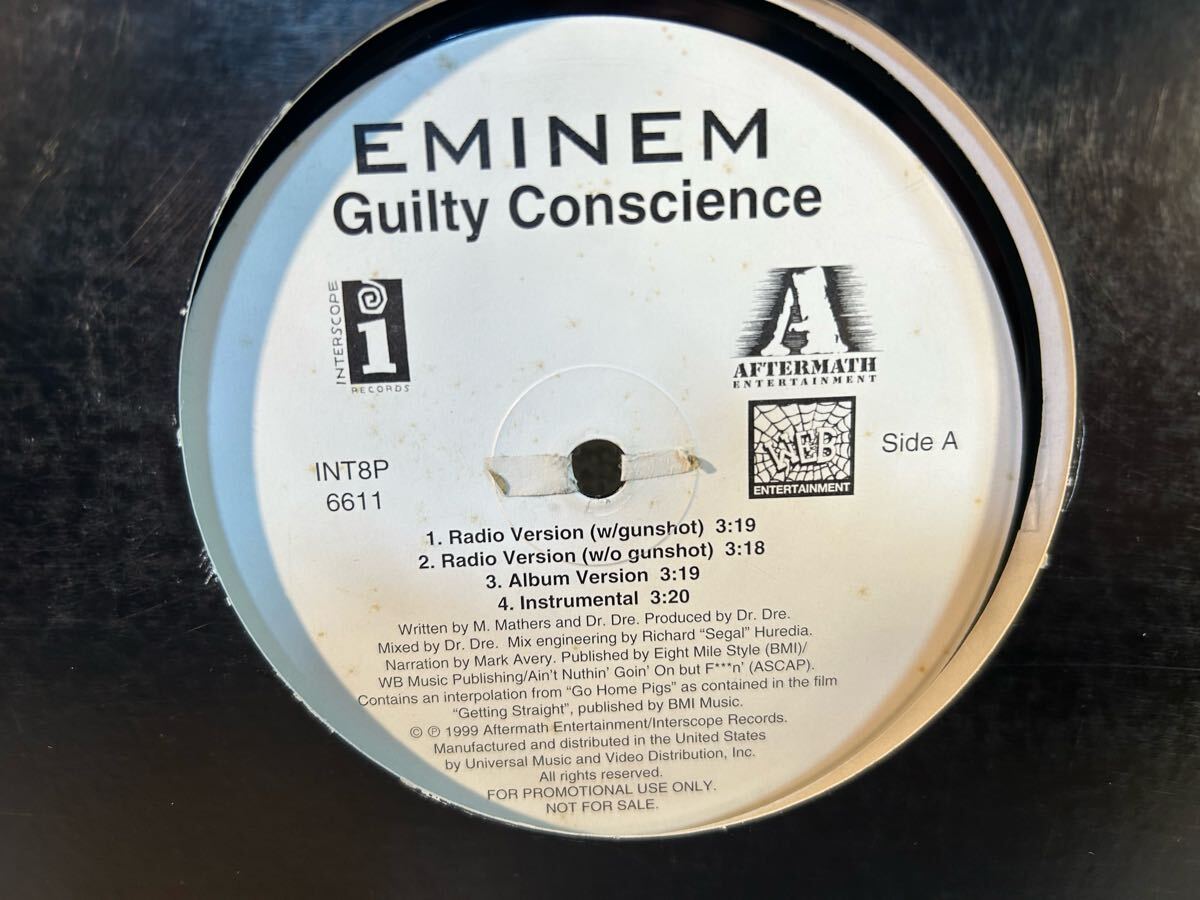 EMINEM
Guilty Conscience
INTERSCOPE
i
RECORDS
A
AFTERMATH
ENTERTAINMENT
WEB
ENTERTAINMENT
Side A
INT8P
6611
1. Radio Version (w/gunshot) 3:19
2. Radio Version (w/o gunshot) 3:18
3. Album Version 3:19
4. Instrumental 3:20
Written by M. Mathers and Dr. Dre. Produced by Dr. Dre.
Mixed by Dr. Dre. Mix engineering by Richard "Segal" Huredia.
Narration by Mark Avery. Published by Eight Mile Style (BMI)/
WB Music Publishing/Ain't Nuthin' Goin' On but F***n' (ASCAP).
Contains an interpolation from "Go Home Pigs" as contained in the film
"Getting Straight", published by BMI Music.
© ℗ 1999 Aftermath Entertainment/Interscope Records.
Manufactured and distributed in the United States
by Universal Music and Video Distribution, Inc.
All rights reserved.
FOR PROMOTIONAL USE ONLY.
NOT FOR SALE.